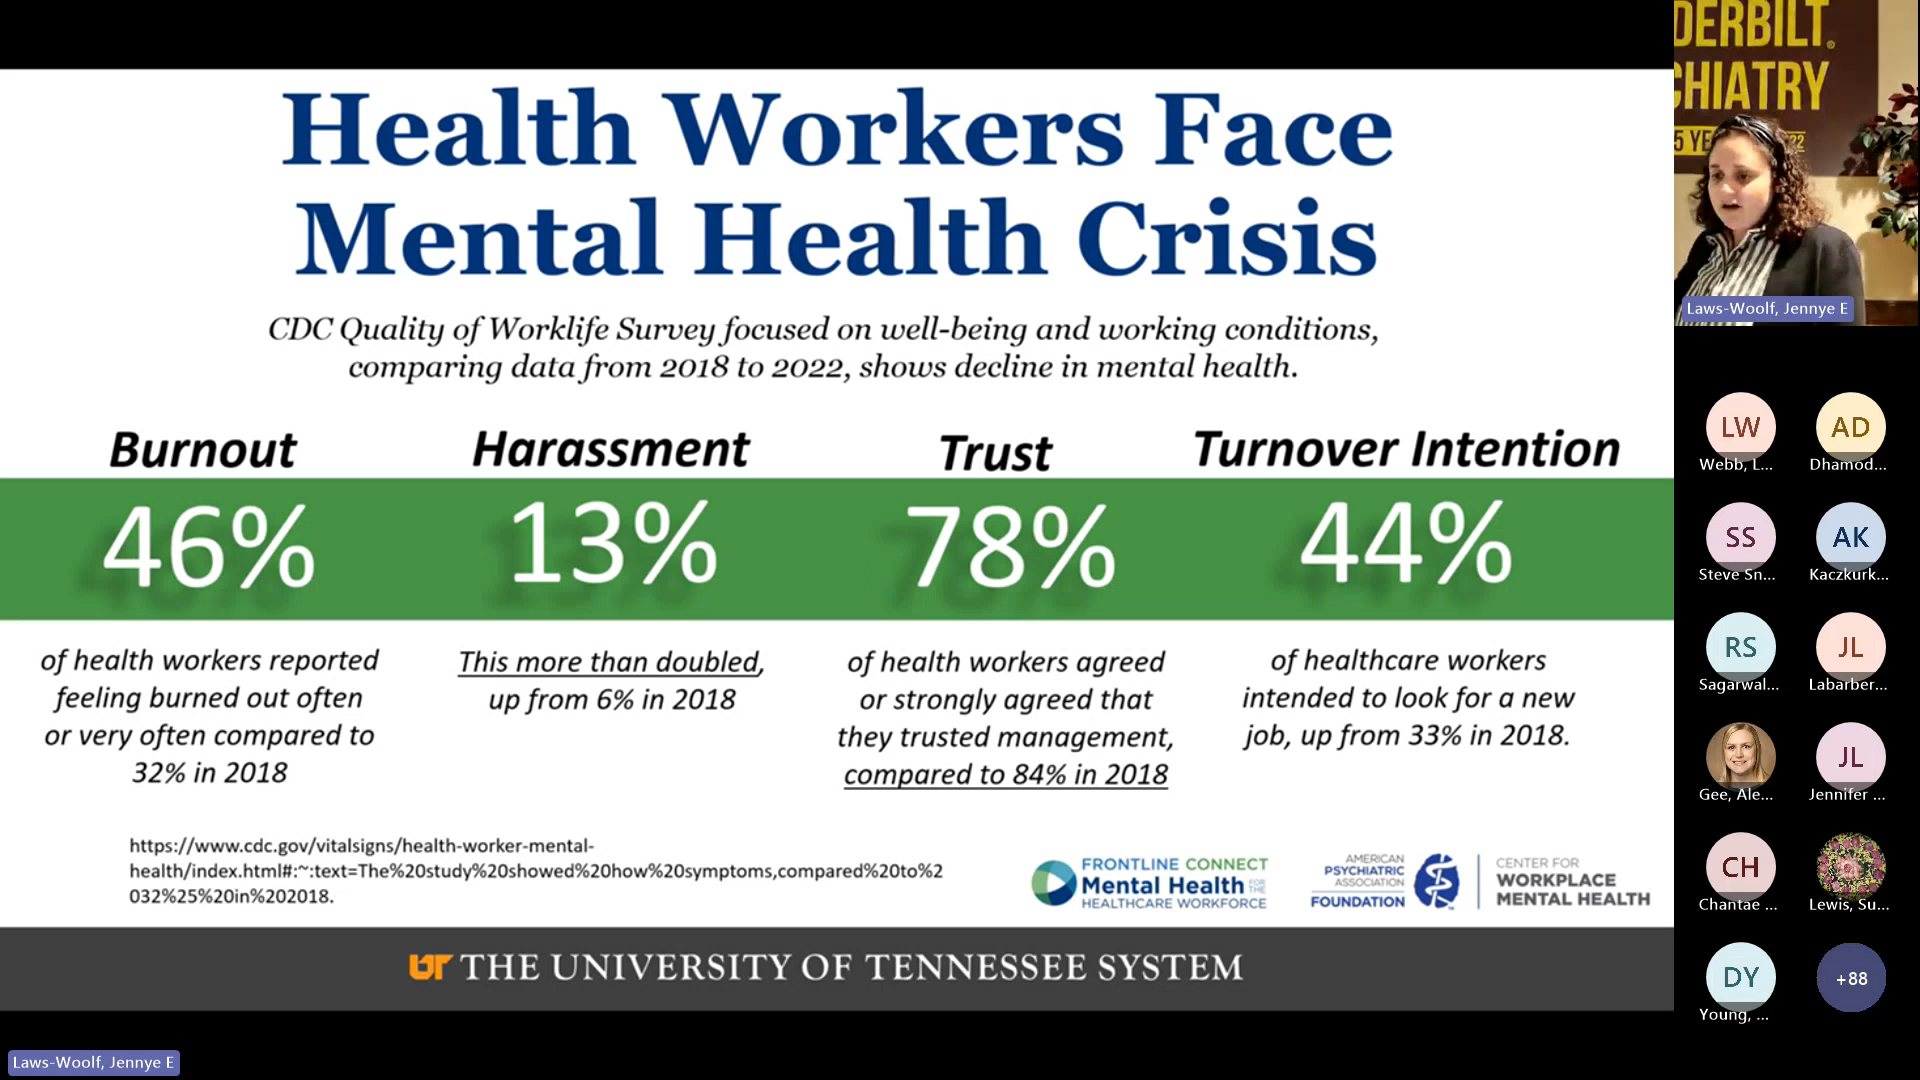 Health Workers Face
Mental Health Crisis
CDC Quality of Worklife Survey focused on well-being and working conditions,
comparing data from 2018 to 2022, shows decline in mental health.
Burnout
46%
of health workers reported
feeling burned out often
or very often compared to
32% in 2018
Harassment
13%
This more than doubled,
up from 6% in 2018
Trust
78%
of health workers agreed
or strongly agreed that
they trusted management,
compared to 84% in 2018
Turnover Intention
44%
of healthcare workers
intended to look for a new
job, up from 33% in 2018.
https://www.cdc.gov/vitalsigns/health-worker-mental-
health/index.html#:~:text=The%20study%20showed%20how%20symptoms,compared%20to%2
032%25%20in%202018.
FRONTLINE CONNECT
Mental Health FOR THE
HEALTHCARE WORKFORCE
AMERICAN
PSYCHIATRIC
ASSOCIATION
FOUNDATION
CENTER FOR
WORKPLACE
MENTAL HEALTH
UT THE UNIVERSITY OF TENNESSEE SYSTEM
Laws-Woolf, Jennye E
DERBILT®
CHIATRY
5 YE
22
Laws-Woolf, Jennye E
LW
Webb, L...
AD
Dhamod...
SS
Steve Sn...
AK
Kaczkurk...
RS
Sagarwal...
JL
Labarber...
Gee, Ale...
JL
Jennifer ...
CH
Chantae ...
Lewis, Su...
DY
Young, ...
+88